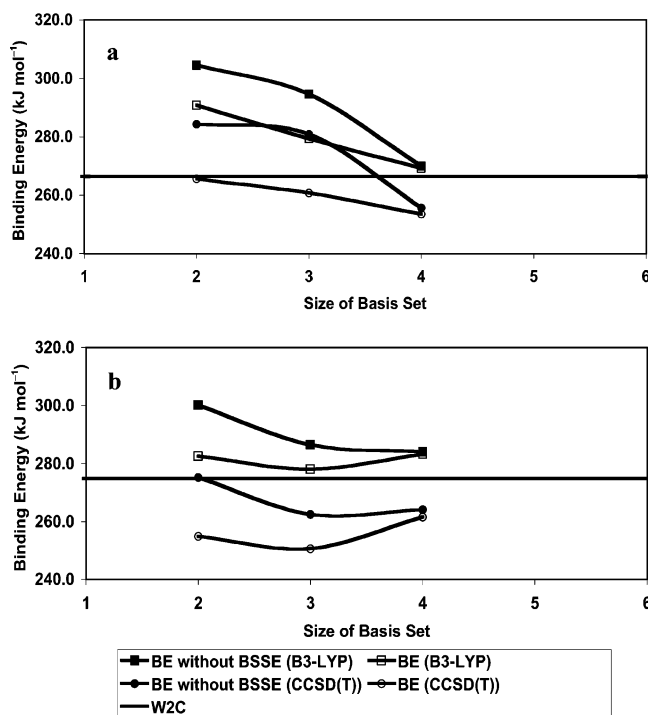 320.0
a
300.0
280.0
260.0
240.0
Binding Energy (kJ mol⁻¹)
1 2 3 4 5 6
Size of Basis Set
320.0
b
300.0
280.0
260.0
240.0
Binding Energy (kJ mol⁻¹)
1 2 3 4 5 6
Size of Basis Set
BE without BSSE (B3-LYP) BE (B3-LYP)
BE without BSSE (CCSD(T)) BE (CCSD(T))
W2C